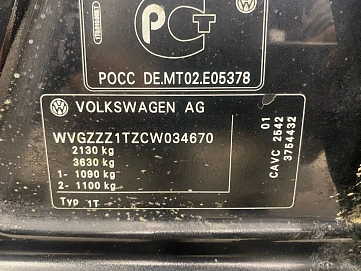 РОСС DE.MT02.E05378
VOLKSWAGEN AG
WVGZZZ1TZCW034670
2130 kg
3630 kg
1- 1090 kg
2- 1100 kg
Typ 1T
01
CAVC 2542
3754432